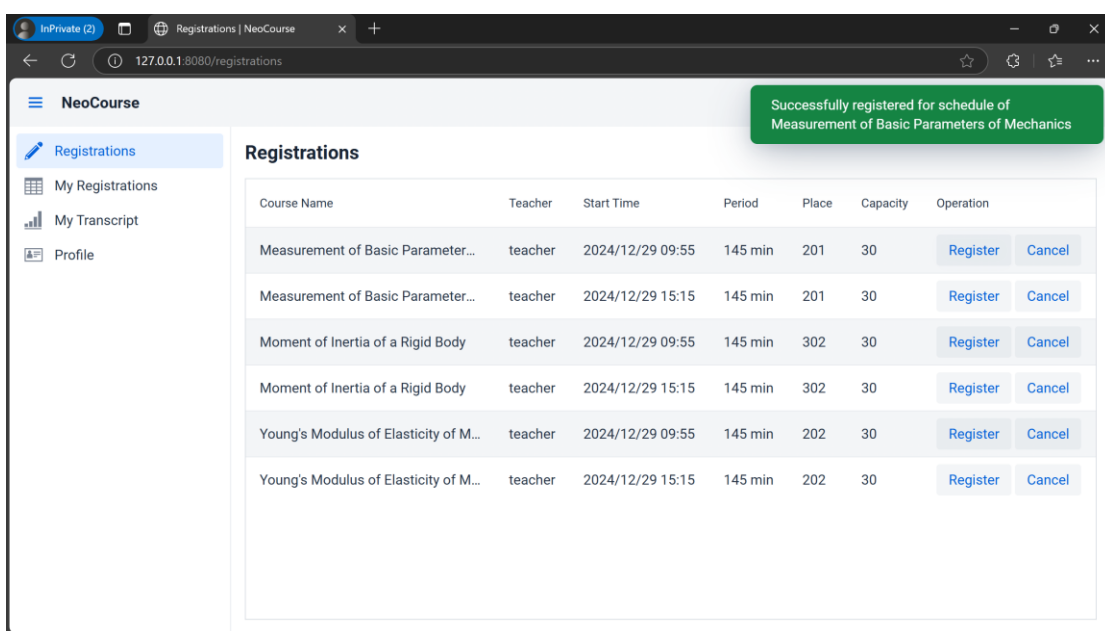 InPrivate (2)
Registrations | NeoCourse
127.0.0.1:8080/registrations
NeoCourse
Successfully registered for schedule of
Measurement of Basic Parameters of Mechanics
Registrations
My Registrations
My Transcript
Profile
Registrations
Course Name Teacher Start Time Period Place Capacity Operation
Measurement of Basic Parameter... teacher 2024/12/29 09:55 145 min 201 30 Register Cancel
Measurement of Basic Parameter... teacher 2024/12/29 15:15 145 min 201 30 Register Cancel
Moment of Inertia of a Rigid Body teacher 2024/12/29 09:55 145 min 302 30 Register Cancel
Moment of Inertia of a Rigid Body teacher 2024/12/29 15:15 145 min 302 30 Register Cancel
Young's Modulus of Elasticity of M... teacher 2024/12/29 09:55 145 min 202 30 Register Cancel
Young's Modulus of Elasticity of M... teacher 2024/12/29 15:15 145 min 202 30 Register Cancel